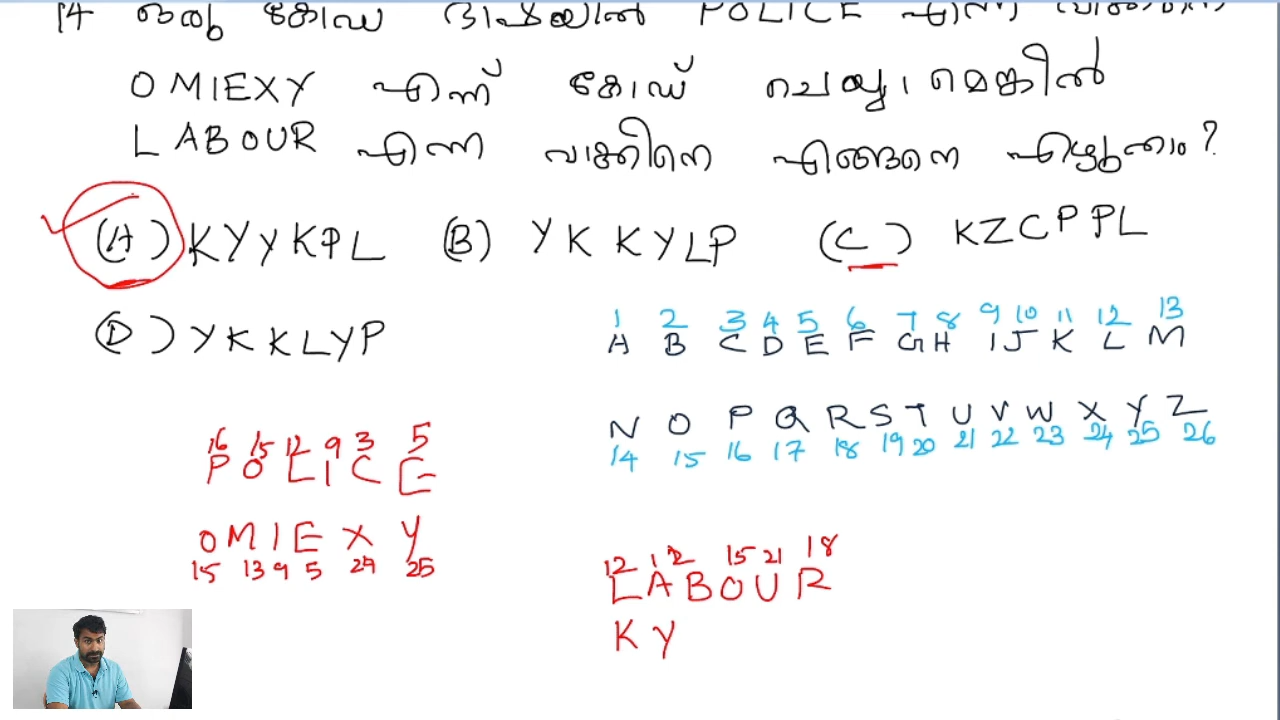 14 ഒരു കോഡ ഭാഷയിൽ POLICE എന്ന
OMIEXY എന്ന് കോഡ് ചെയ്യാമെങ്കിൽ
LABOUR എന്ന വാക്കിനെ എങ്ങനെ എഴുതാം?
(A) KYYKPL (B) YKKYLP (C) KZCPPL
(D) YKKLYP
1 2 3 4 5 6 7 8 9 10 11 12 13
A B C D E F G H I J K L M
N O P Q R S T U V W X Y Z
14 15 16 17 18 19 20 21 22 23 24 25 26
16 15 12 9 3 5
P O L I C E
O M I E X Y
15 13 9 5 24 25
12 1 2 15 21 18
L A B O U R
K Y